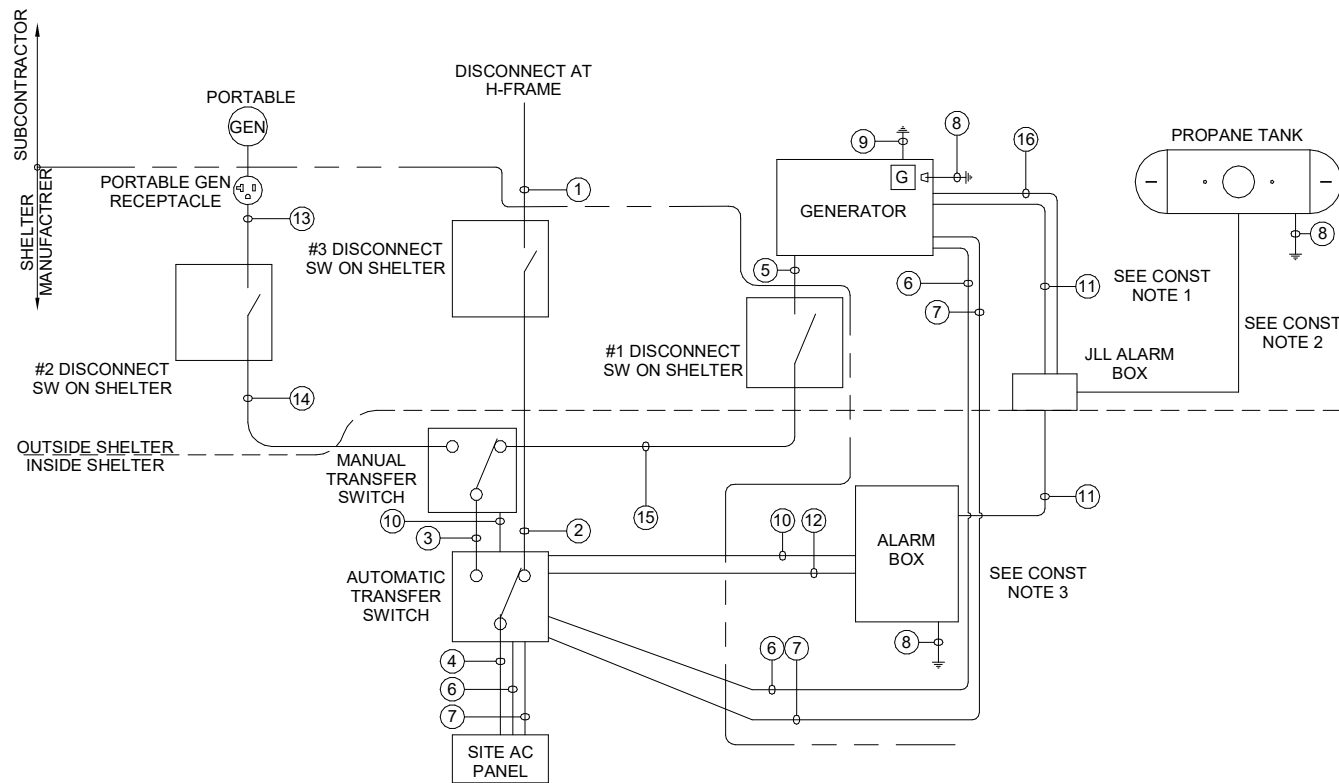 SUBCONTRACTOR
SHELTER
MANUFACTRER
PORTABLE
GEN
PORTABLE GEN
RECEPTACLE
13
#2 DISCONNECT
SW ON SHELTER
14
DISCONNECT AT
H-FRAME
1
#3 DISCONNECT
SW ON SHELTER
9
8
G
GENERATOR
16
PROPANE TANK
8
5
6
7
11
SEE CONST
NOTE 1
SEE CONST
NOTE 2
#1 DISCONNECT
SW ON SHELTER
JLL ALARM
BOX
OUTSIDE SHELTER
INSIDE SHELTER
MANUAL
TRANSFER
SWITCH
10
3
2
15
10
12
11
ALARM
BOX
SEE CONST
NOTE 3
AUTOMATIC
TRANSFER
SWITCH
8
4
6
7
6
7
SITE AC
PANEL